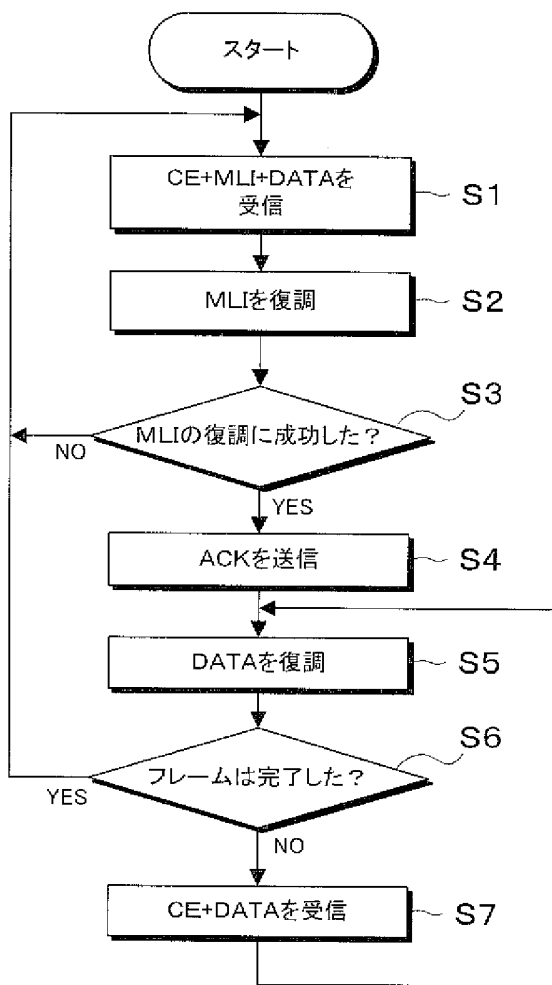 スタート
CE+MLI+DATAを
受信
S1
MLIを復調
S2
S3
MLIの復調に成功した？
NO
YES
ACKを送信
S4
DATAを復調
S5
S6
フレームは完了した？
YES
NO
CE+DATAを受信
S7